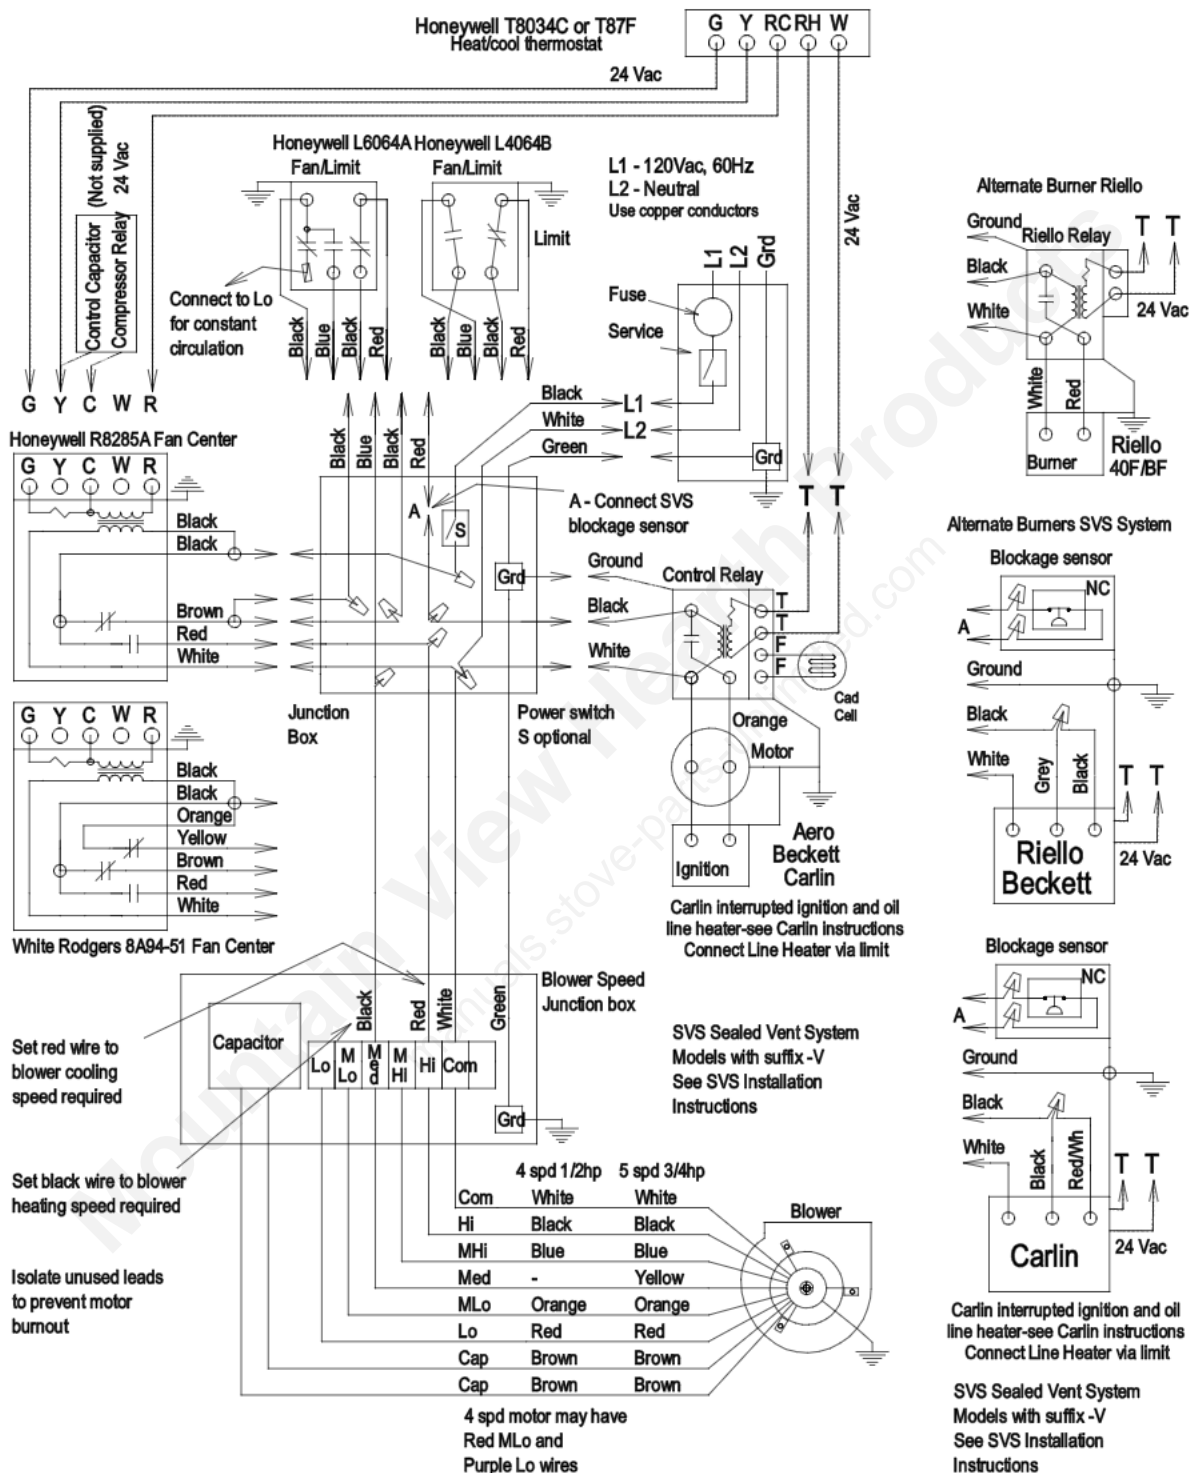 Honeywell T8034C or T87F
Heat/cool thermostat
G Y RC RH W
24 Vac
(Not supplied)
24 Vac
Control Capacitor
Compressor Relay
Honeywell L6064A Honeywell L4064B
Fan/Limit Fan/Limit
Limit
Connect to Lo
for constant
circulation
Black
Blue
Black
Red
Black
Blue
Black
Red
L1 - 120Vac, 60Hz
L2 - Neutral
Use copper conductors
24 Vac
L1
L2
Grd
Fuse
Service
Grd
Black L1
White L2
Green
G Y C W R
Honeywell R8285A Fan Center
G Y C W R
Black
Black
Brown
Red
White
Black
Blue
Black
Red
A
S
Grd
A - Connect SVS
blockage sensor
Junction
Box
Power switch
S optional
T T
Ground
Black
White
Control Relay
T
T
F
F
Cad
Cell
Orange
Motor
Ignition
Aero
Beckett
Carlin
Carlin interrupted ignition and oil
line heater-see Carlin instructions
Connect Line Heater via limit
G Y C W R
Black
Black
Orange
Yellow
Brown
Red
White
White Rodgers 8A94-51 Fan Center
Blower Speed
Junction box
Black
Red
White
Green
Capacitor
Lo
M Lo
Med
M Hi
Hi
Com
Grd
Set red wire to
blower cooling
speed required
Set black wire to blower
heating speed required
Isolate unused leads
to prevent motor
burnout
SVS Sealed Vent System
Models with suffix -V
See SVS Installation
Instructions
4 spd 1/2hp 5 spd 3/4hp
Com White White
Hi Black Black
MHi Blue Blue
Med - Yellow
MLo Orange Orange
Lo Red Red
Cap Brown Brown
Cap Brown Brown
4 spd motor may have
Red MLo and
Purple Lo wires
Blower
Alternate Burner Riello
Ground
Riello Relay
T T
Black
White
24 Vac
White
Red
Burner
Riello
40F/BF
Alternate Burners SVS System
Blockage sensor
NC
A
Ground
Black
White
Grey
Black
T T
24 Vac
Riello
Beckett
Blockage sensor
NC
A
Ground
Black
White
Black
Red/Wh
T T
24 Vac
Carlin
Carlin interrupted ignition and oil
line heater-see Carlin instructions
Connect Line Heater via limit
SVS Sealed Vent System
Models with suffix -V
See SVS Installation
Instructions
Mountain View Hearth Products
manuals.stove-parts-unlimited.com